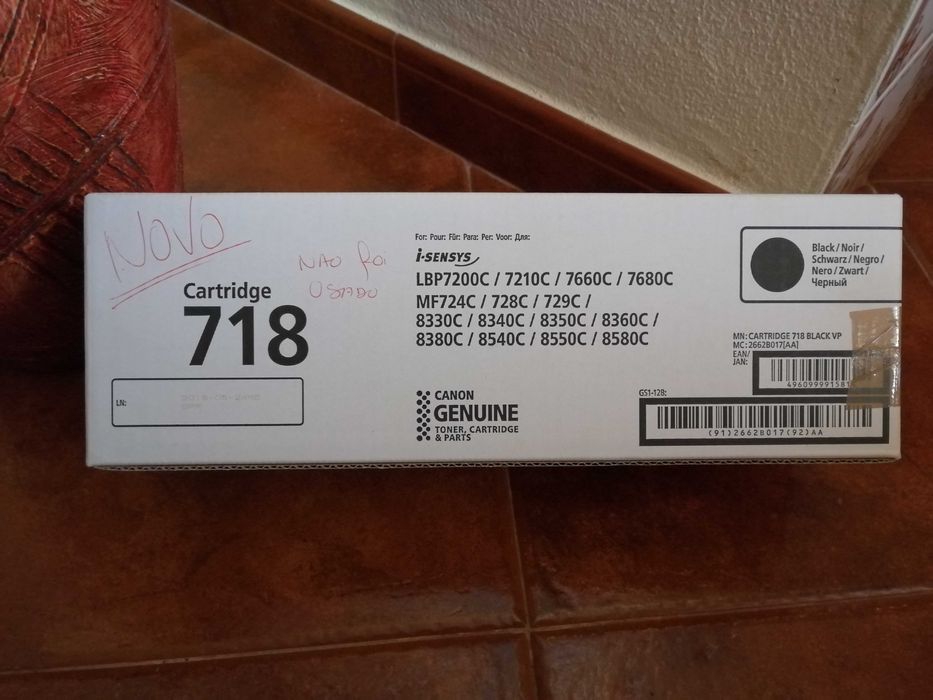 NOVO
NAO foi
USADO
Cartridge
718
LN:
For: Pour: Für: Para: Per: Voor: Для:
i-SENSYS
LBP7200C / 7210C / 7660C / 7680C
MF724C / 728C / 729C /
8330C / 8340C / 8350C / 8360C /
8380C / 8540C / 8550C / 8580C
CANON
GENUINE
TONER, CARTRIDGE
& PARTS
Black / Noir /
Schwarz / Negro /
Nero / Zwart /
Черный
MN: CARTRIDGE 718 BLACK VP
MC: 2662B017[AA]
EAN/
JAN:
496099991581
GS1-128:
(91)2662B017(92)AA